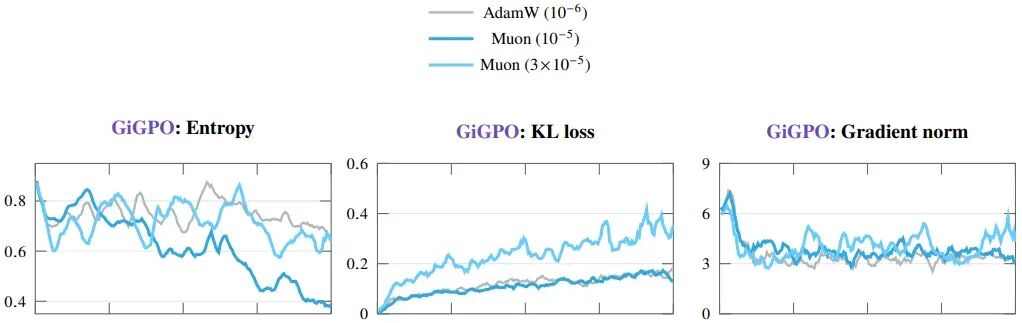 AdamW (10⁻⁶)
Muon (10⁻⁵)
Muon (3×10⁻⁵)
GiGPO: Entropy
GiGPO: KL loss
GiGPO: Gradient norm
0.8
0.6
0.4
0.6
0.4
0.2
0
9
6
3
0